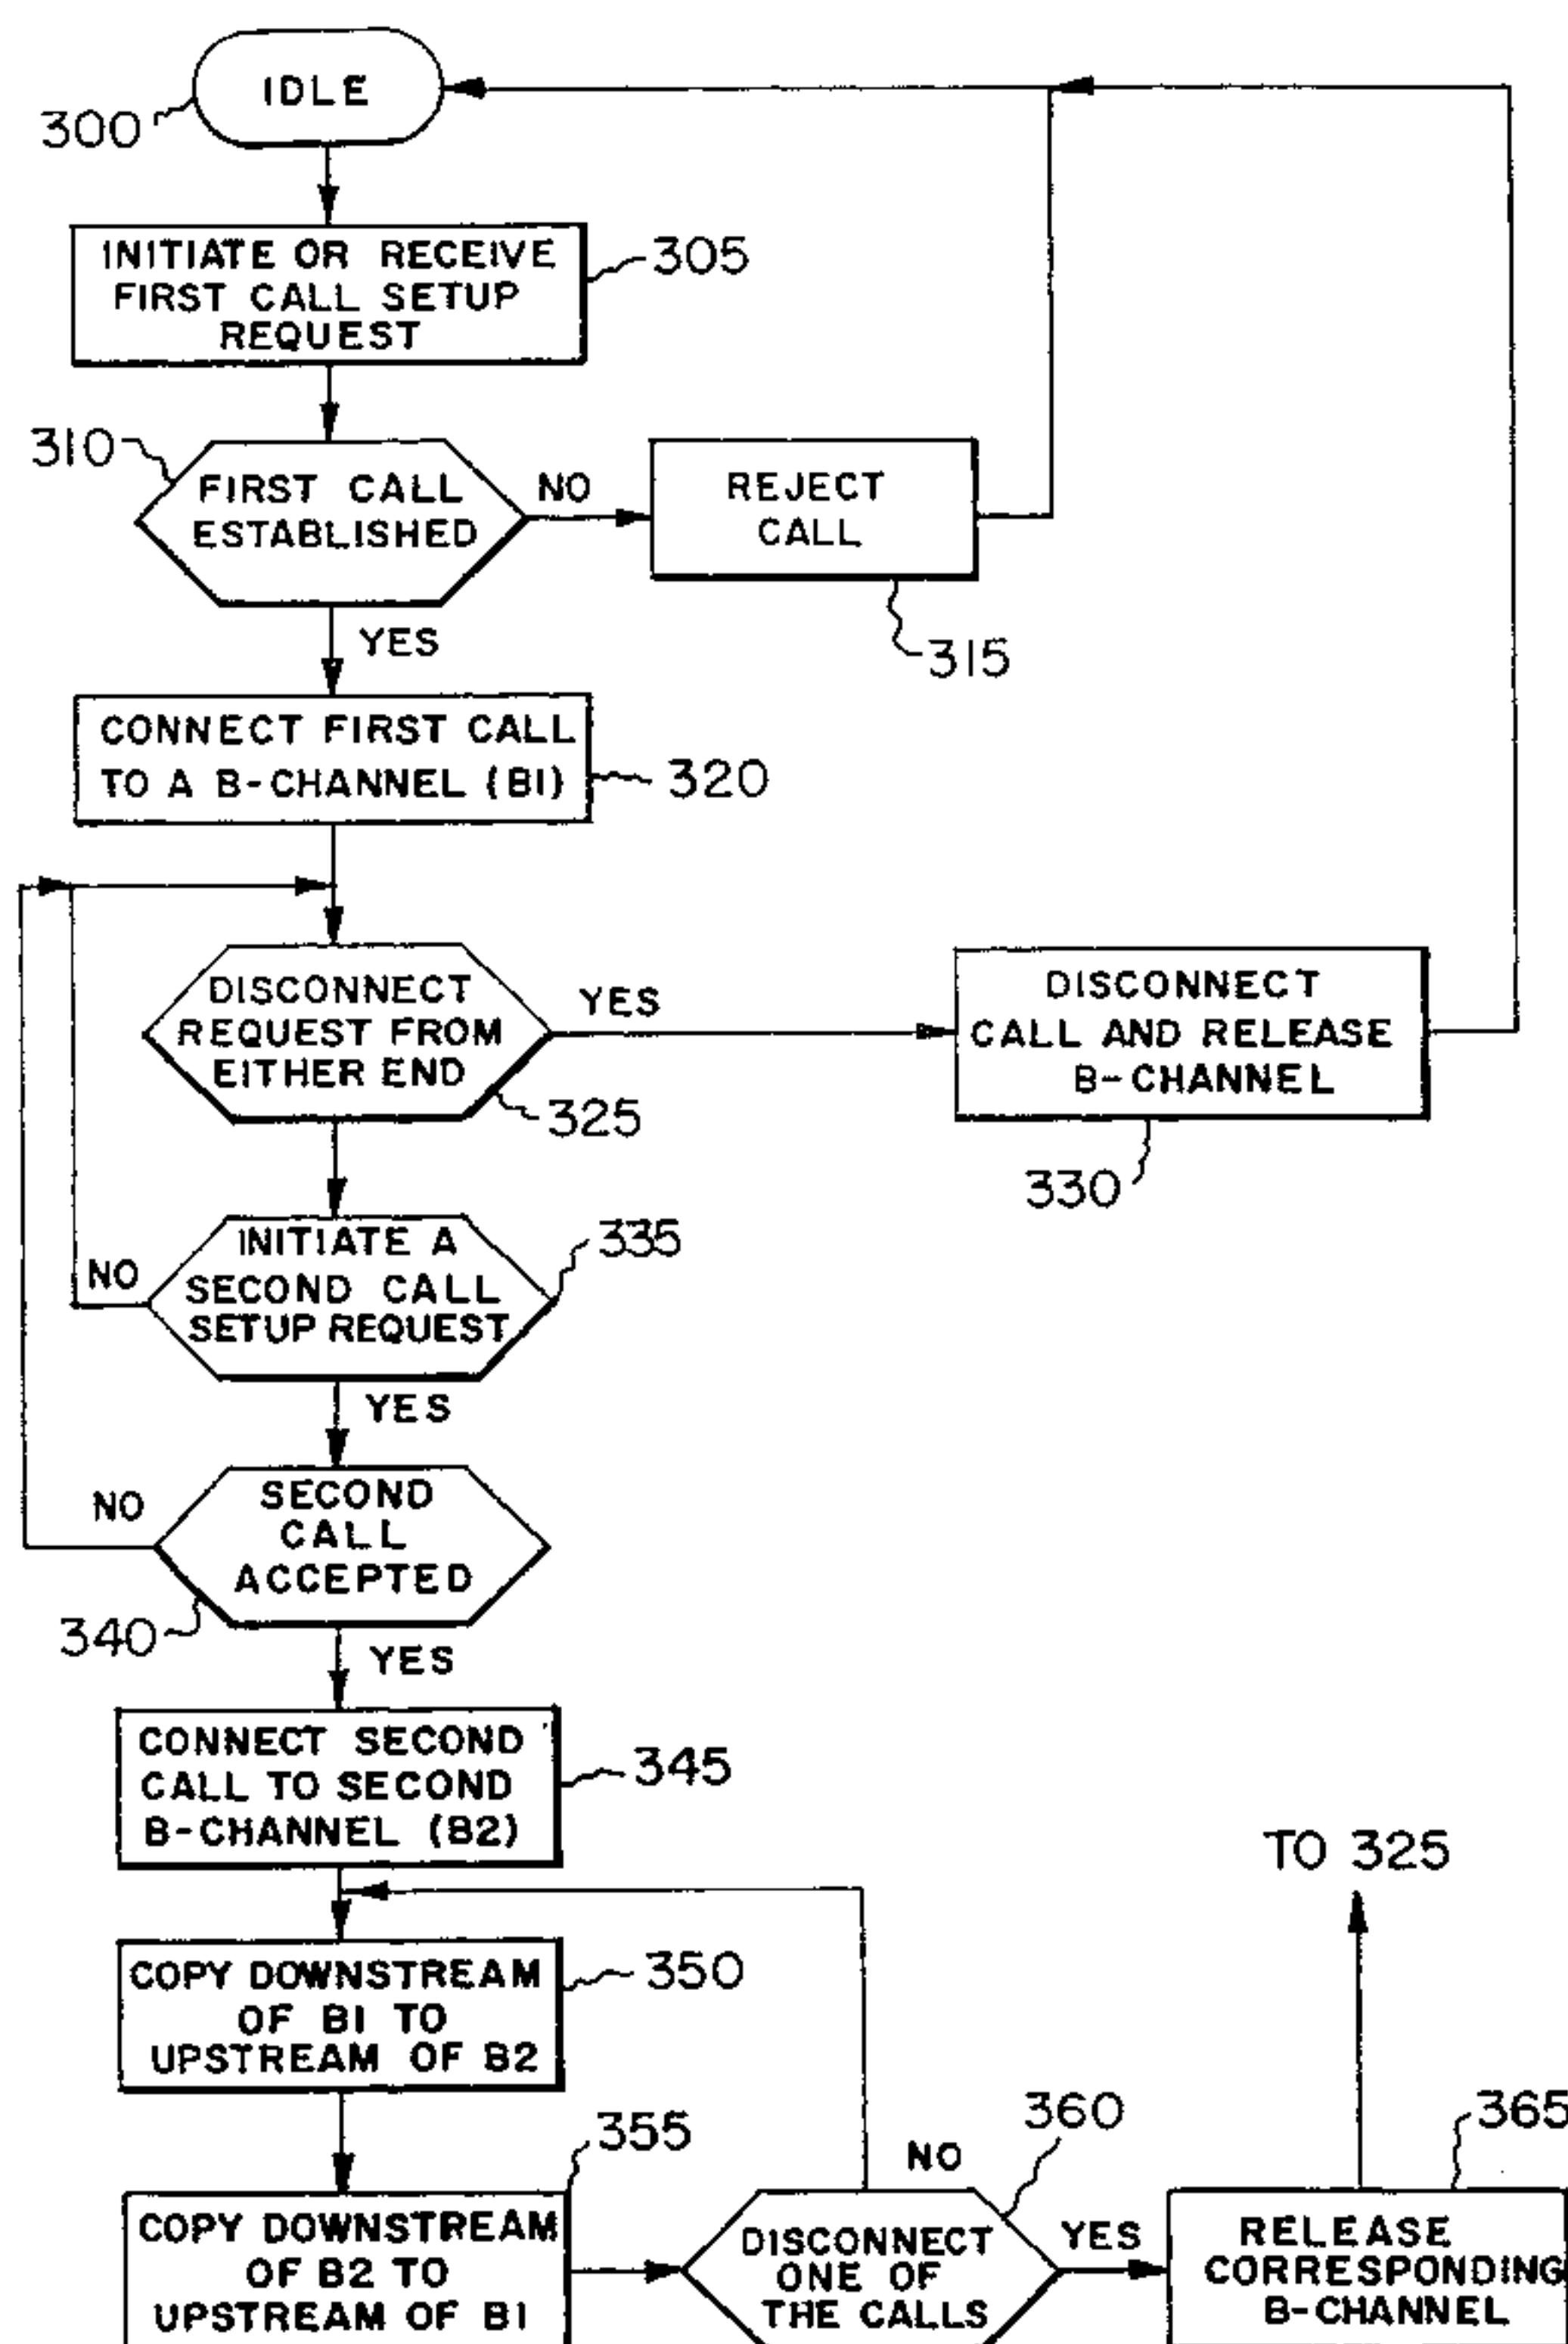 IDLE
300
INITIATE OR RECEIVE
FIRST CALL SETUP
REQUEST
305
310
FIRST CALL
ESTABLISHED
NO
REJECT
CALL
315
YES
CONNECT FIRST CALL
TO A B-CHANNEL (B1)
320
DISCONNECT
REQUEST FROM
EITHER END
325
YES
DISCONNECT
CALL AND RELEASE
B-CHANNEL
330
INITIATE A
SECOND CALL
SETUP REQUEST
335
NO
YES
SECOND
CALL
ACCEPTED
NO
340
YES
CONNECT SECOND
CALL TO SECOND
B-CHANNEL (B2)
345
TO 325
COPY DOWNSTREAM
OF B1 TO
UPSTREAM OF B2
350
355
COPY DOWNSTREAM
OF B2 TO
UPSTREAM OF B1
NO
360
DISCONNECT
ONE OF
THE CALLS
YES
365
RELEASE
CORRESPONDING
B-CHANNEL